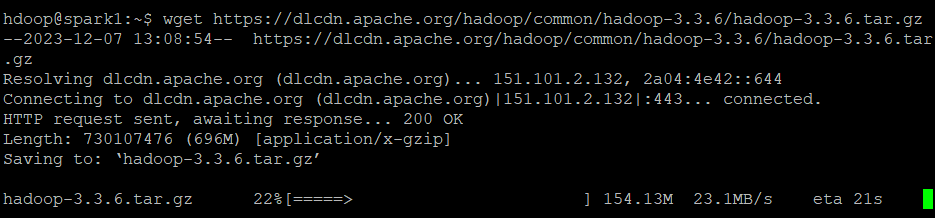 hdoop@spark1:~$ wget https://dlcdn.apache.org/hadoop/common/hadoop-3.3.6/hadoop-3.3.6.tar.gz
--2023-12-07 13:08:54--  https://dlcdn.apache.org/hadoop/common/hadoop-3.3.6/hadoop-3.3.6.tar
.gz
Resolving dlcdn.apache.org (dlcdn.apache.org)... 151.101.2.132, 2a04:4e42::644
Connecting to dlcdn.apache.org (dlcdn.apache.org)|151.101.2.132|:443... connected.
HTTP request sent, awaiting response... 200 OK
Length: 730107476 (696M) [application/x-gzip]
Saving to: ‘hadoop-3.3.6.tar.gz’
hadoop-3.3.6.tar.gz      22%[=====>                       ] 154.13M  23.1MB/s    eta 21s